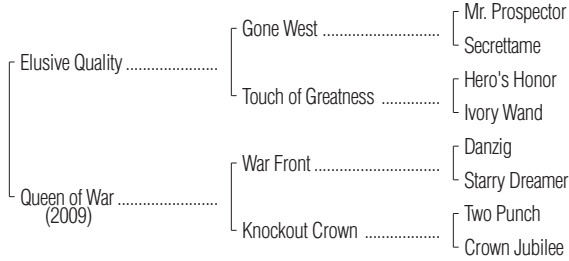 Mr. Prospector
Gone West ......................
Secrettame
Elusive Quality .....................
Hero's Honor
Touch of Greatness .............
Ivory Wand
Danzig
War Front .......................
Starry Dreamer
Queen of War ......................
(2009)
Two Punch
Knockout Crown .................
Crown Jubilee